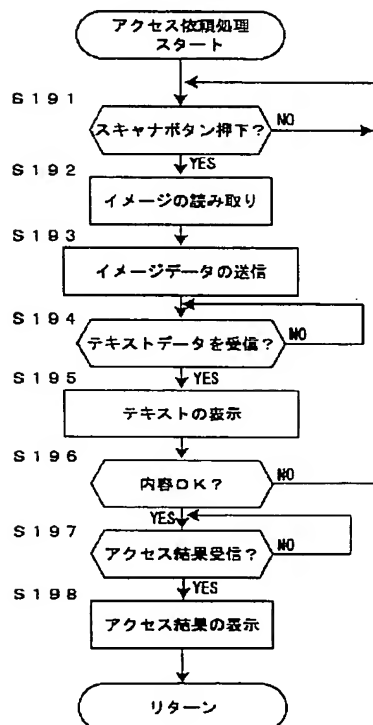 アクセス依頼処理
スタート
S191
スキャナボタン押下?
NO
YES
S192
イメージの読み取り
S193
イメージデータの送信
S194
テキストデータを受信?
NO
YES
S195
テキストの表示
S196
内容OK?
NO
YES
S197
アクセス結果受信?
NO
YES
S198
アクセス結果の表示
リターン